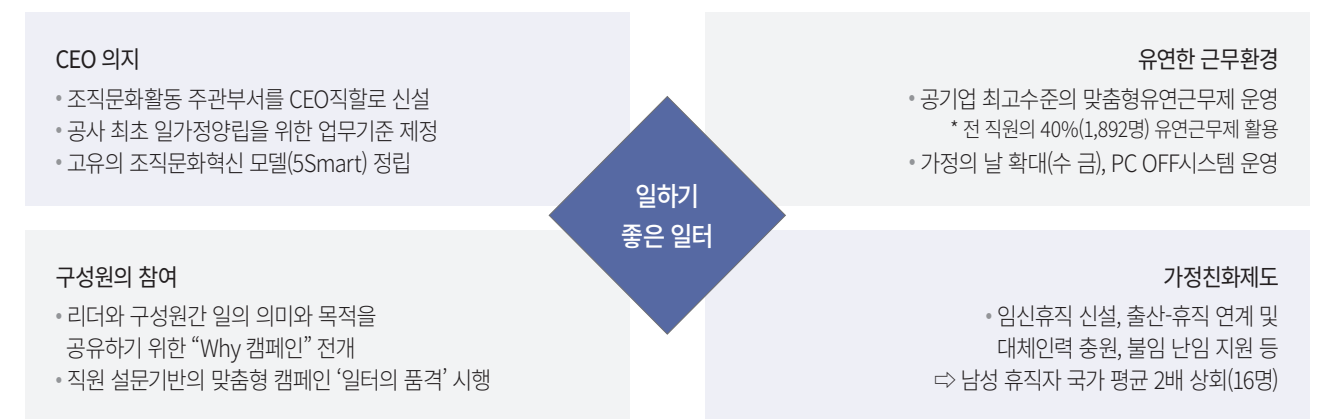 CEO 의지
• 조직문화활동 주관부서를 CEO직할로 신설
• 공사 최초 일가정양립을 위한 업무기준 제정
• 고유의 조직문화혁신 모델(5Smart) 정립
유연한 근무환경
• 공기업 최고수준의 맞춤형유연근무제 운영
* 전 직원의 40%(1,892명) 유연근무제 활용
• 가정의 날 확대(수 금), PC OFF시스템 운영
일하기
좋은 일터
구성원의 참여
• 리더와 구성원간 일의 의미와 목적을
공유하기 위한 “Why 캠페인” 전개
• 직원 설문기반의 맞춤형 캠페인 ‘일터의 품격’ 시행
가정친화제도
• 임신휴직 신설, 출산-휴직 연계 및
대체인력 충원, 불임 난임 지원 등
⇨ 남성 휴직자 국가 평균 2배 상회(16명)